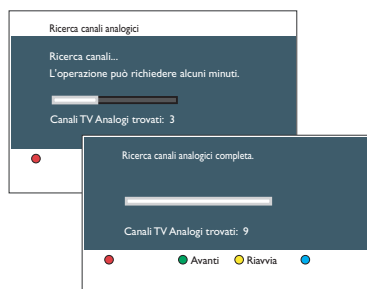 Ricerca canali analogici
Ricerca canali...
L'operazione può richiedere alcuni minuti.
Canali TV Analogi trovati: 3
Ricerca canali analogici completa.
Canali TV Analogi trovati: 9
Avanti Riavvia